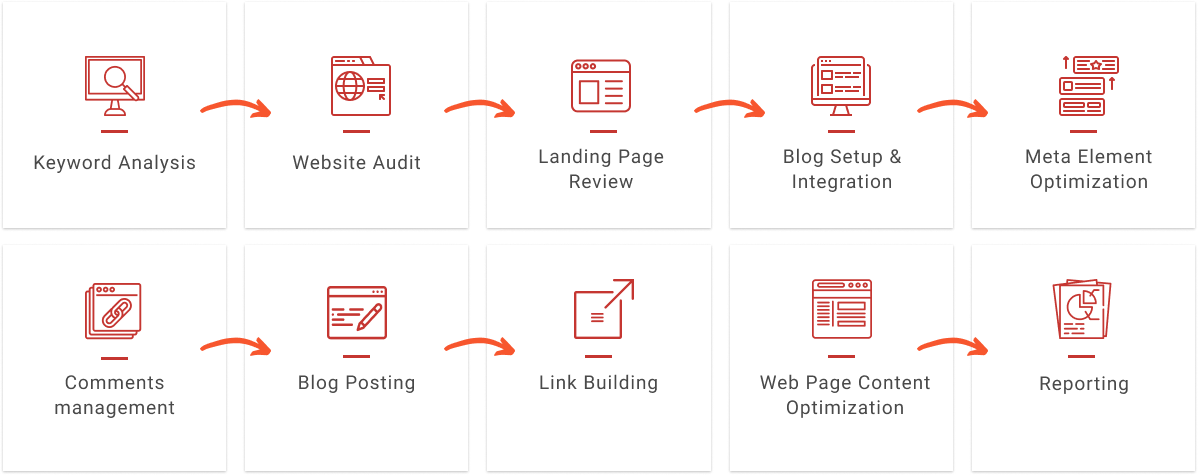 Keyword Analysis
Website Audit
Landing Page
Review
Blog Setup &
Integration
Meta Element
Optimization
Comments
management
Blog Posting
Link Building
Web Page Content
Optimization
Reporting